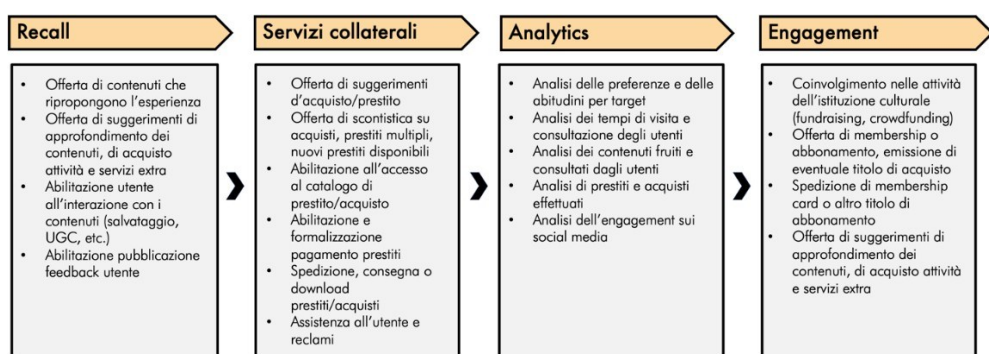 Recall
• Offerta di contenuti che
ripropongono l'esperienza
• Offerta di suggerimenti di
approfondimento dei
contenuti, di acquisto
attività e servizi extra
• Abilitazione utente
all'interazione con i
contenuti (salvataggio,
UGC, etc.)
• Abilitazione pubblicazione
feedback utente
Servizi collaterali
• Offerta di suggerimenti
d'acquisto/prestito
• Offerta di scontistica su
acquisti, prestiti multipli,
nuovi prestiti disponibili
• Abilitazione all'accesso
al catalogo di
prestito/acquisto
• Abilitazione e
formalizzazione
pagamento prestiti
• Spedizione, consegna o
download
prestiti/acquisti
• Assistenza all'utente e
reclami
Analytics
• Analisi delle preferenze e delle
abitudini per target
• Analisi dei tempi di visita e
consultazione degli utenti
• Analisi dei contenuti fruiti e
consultati dagli utenti
• Analisi di prestiti e acquisti
effettuati
• Analisi dell'engagement sui
social media
Engagement
• Coinvolgimento nelle attività
dell'istituzione culturale
(fundraising, crowdfunding)
• Offerta di membership o
abbonamento, emissione di
eventuale titolo di acquisto
• Spedizione di membership
card o altro titolo di
abbonamento
• Offerta di suggerimenti di
approfondimento dei
contenuti, di acquisto attività
e servizi extra